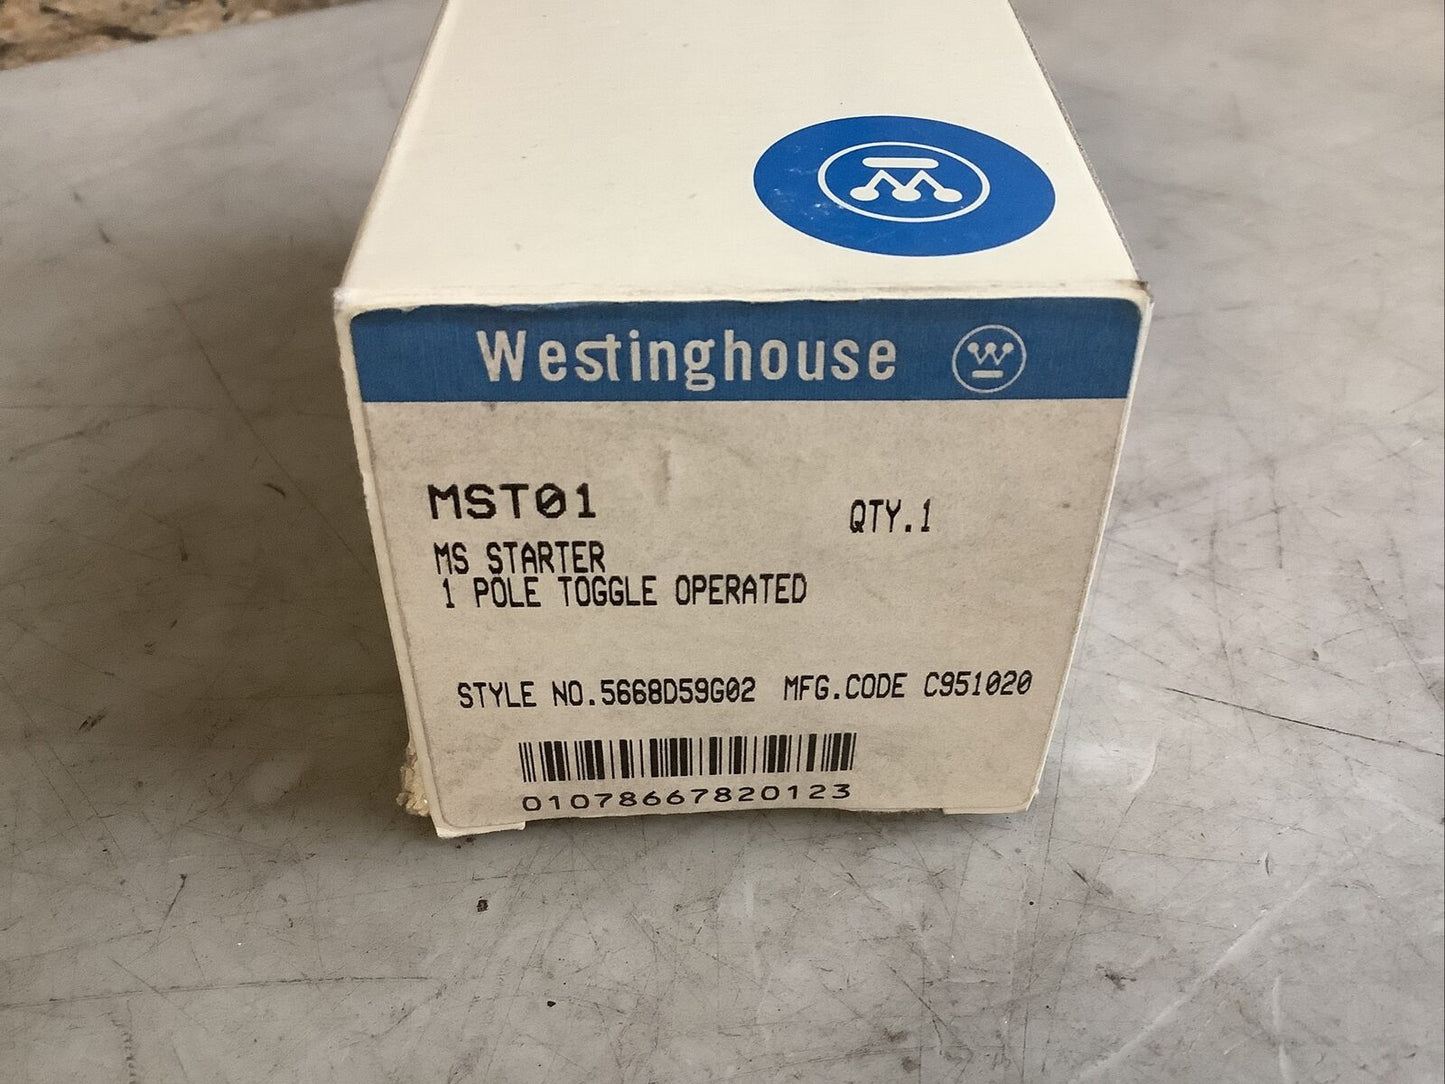 Westinghouse
MST01
QTY.1
MS STARTER
1 POLE TOGGLE OPERATED
STYLE NO.5668D59G02 MFG.CODE C951020
01078667820123